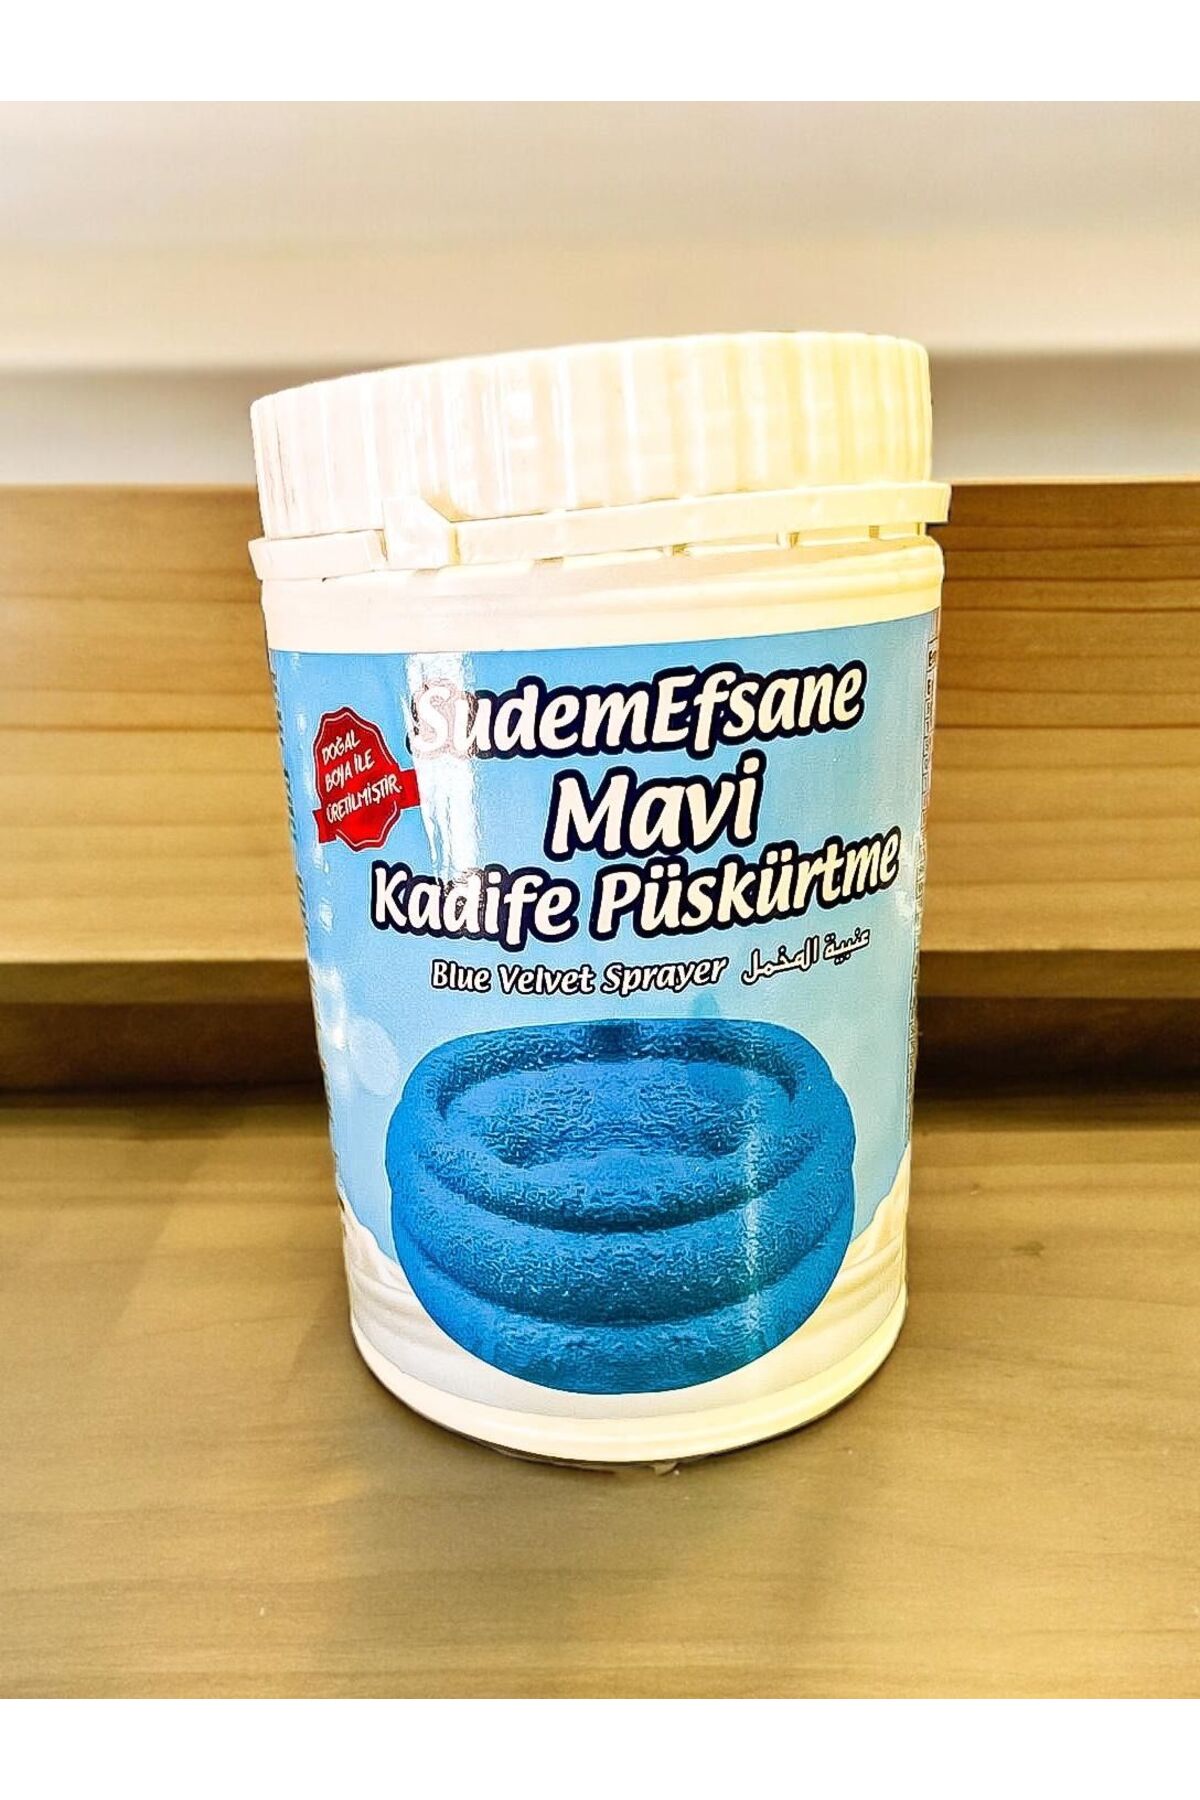 SudemEfsane
Mavi
Kadife Püskürtme
Blue Velvet Sprayer عنبية المخمل
DOĞAL
BOYA İLE
ÜRETİLMİŞTİR.